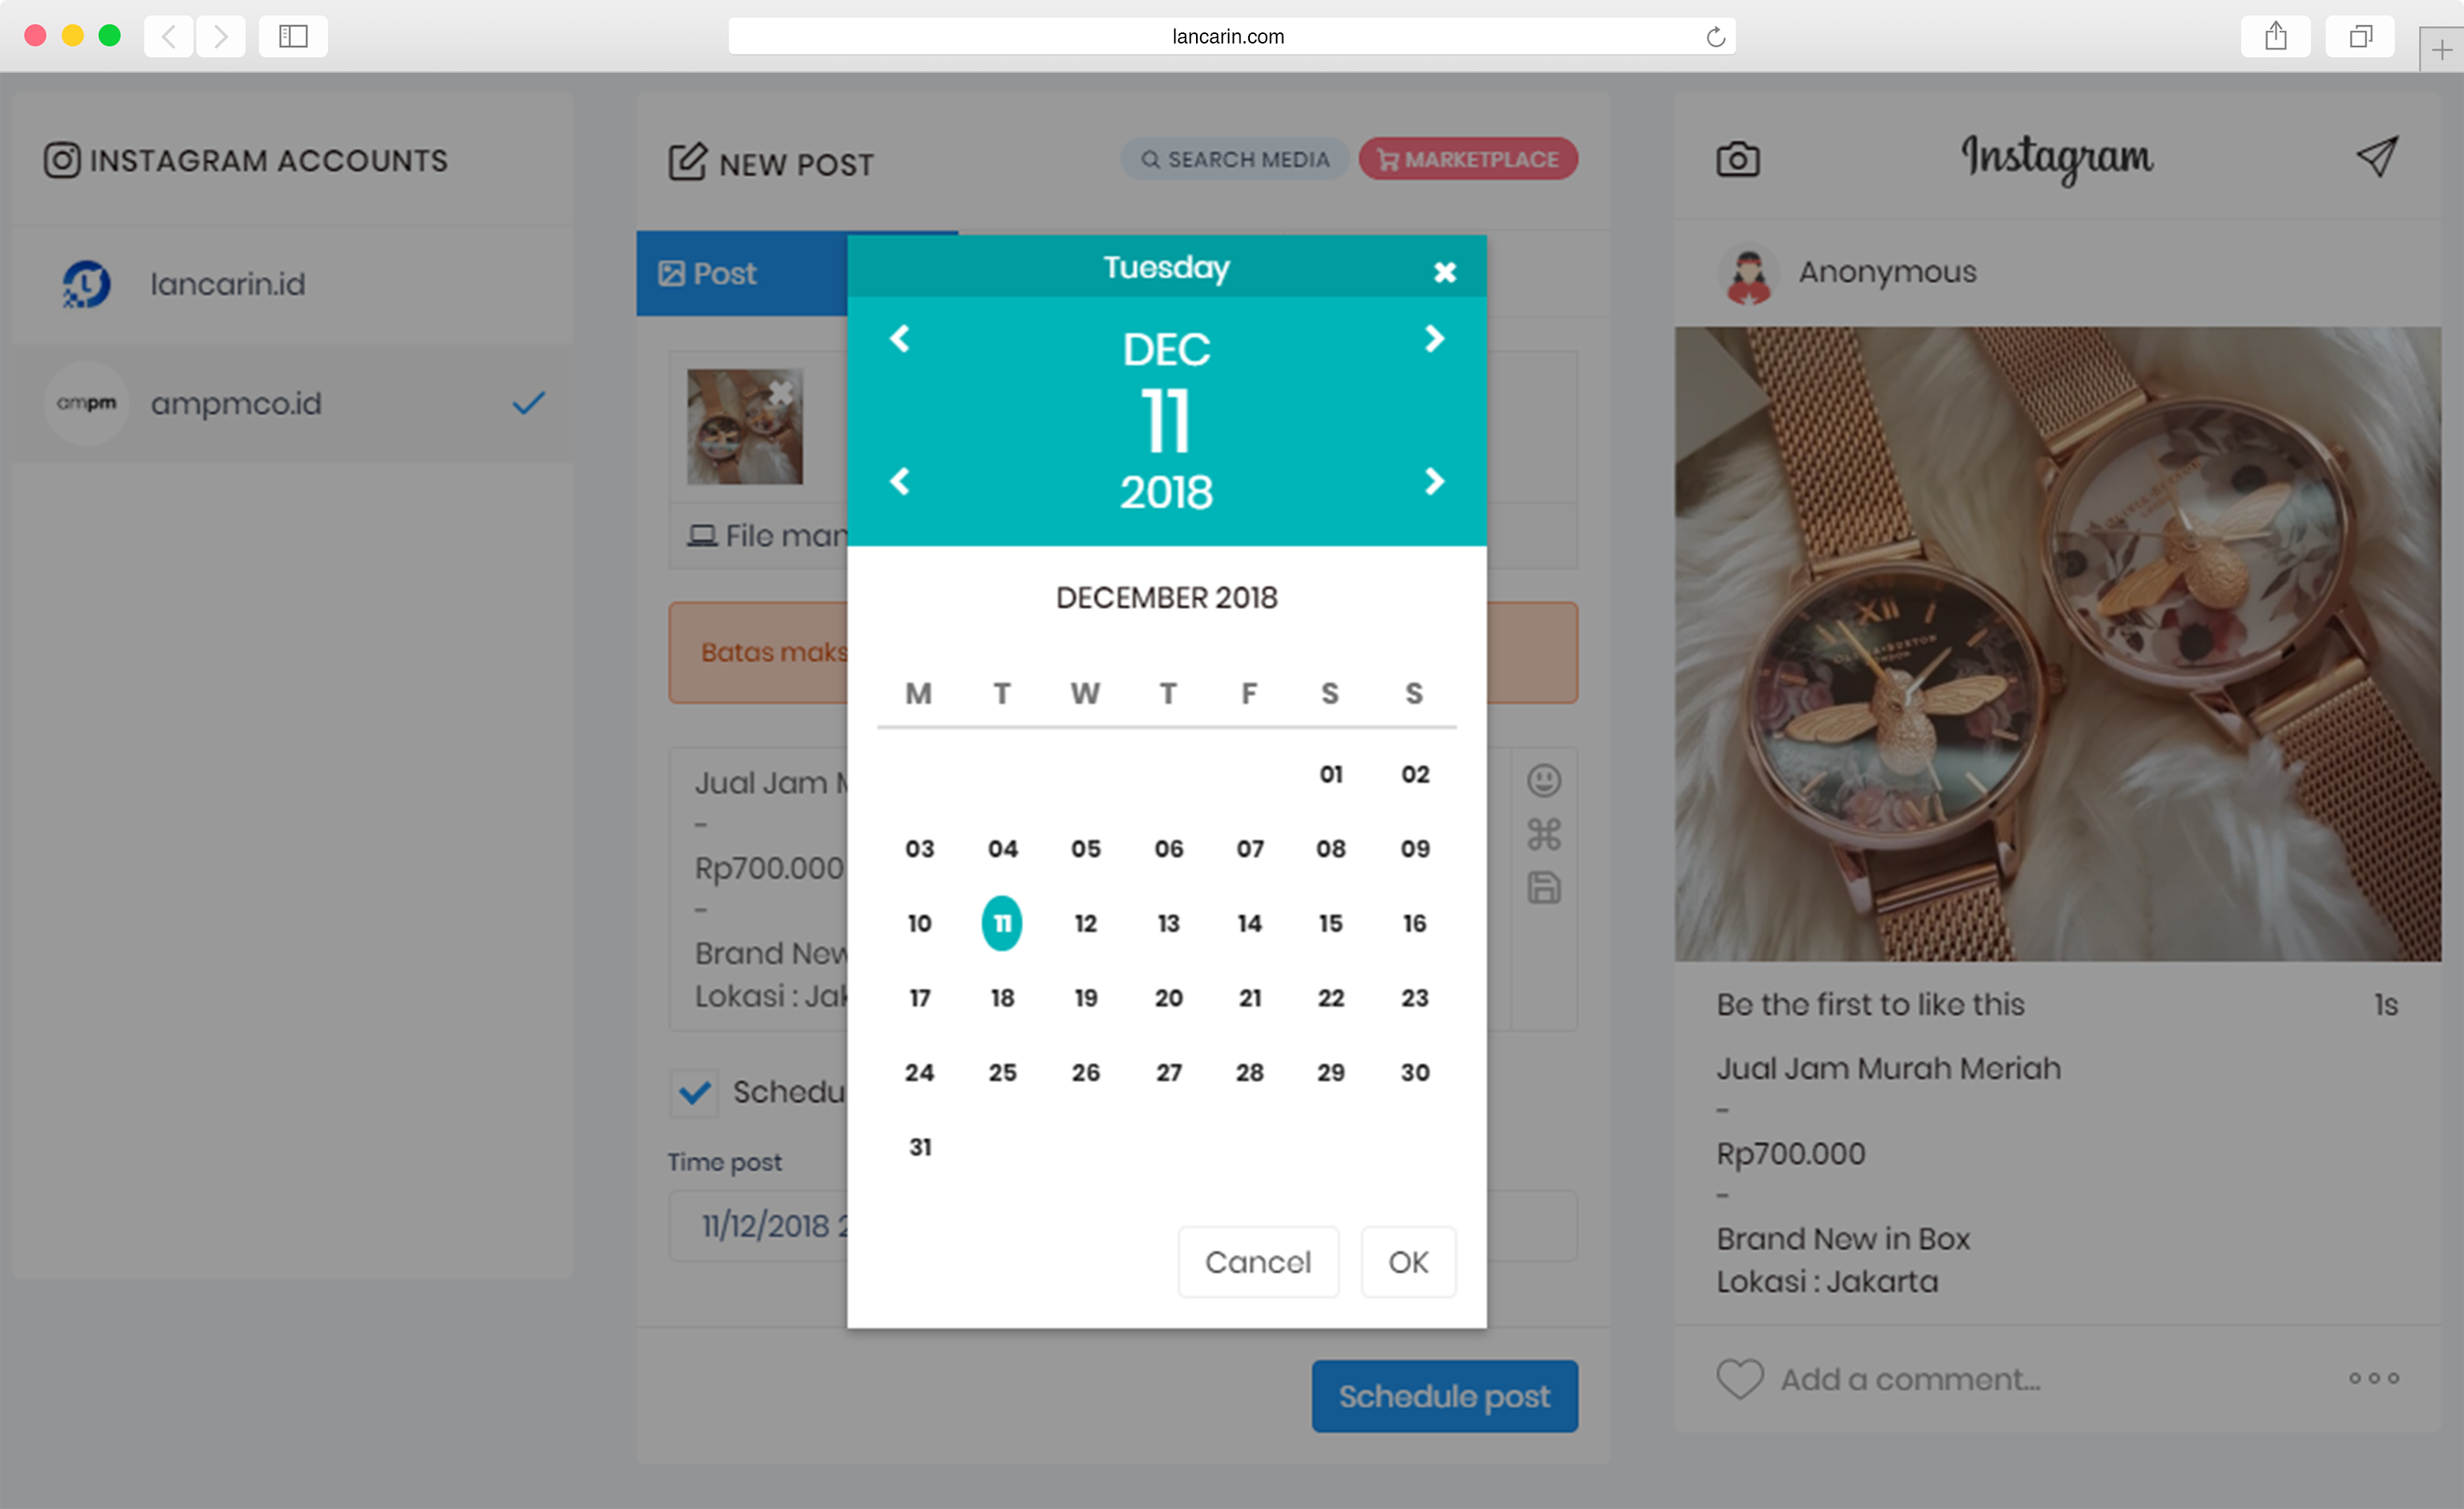 lancarin.com
INSTAGRAM ACCOUNTS
lancarin.id
ampm
ampmco.id
NEW POST
SEARCH MEDIA
MARKETPLACE
Post
File man
Batas maks
Jual Jam M
-
Rp700.000
-
Brand New
Lokasi : Jak
Schedu
Time post
11/12/2018 2
Schedule post
Tuesday
DEC
11
2018
DECEMBER 2018
M T W T F S S
01 02
03 04 05 06 07 08 09
10 11 12 13 14 15 16
17 18 19 20 21 22 23
24 25 26 27 28 29 30
31
Cancel OK
Instagram
Anonymous
XII
OLIVIA·BURTON
LONDON
Be the first to like this 1s
Jual Jam Murah Meriah
-
Rp700.000
-
Brand New in Box
Lokasi : Jakarta
Add a comment...